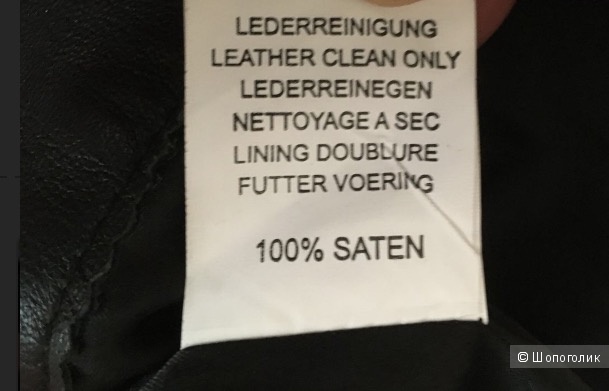 LEDERREINIGUNG
LEATHER CLEAN ONLY
LEDERREINEGEN
NETTOYAGE A SEC
LINING DOUBLURE
FUTTER VOERING
100% SATEN
© Шопоголик